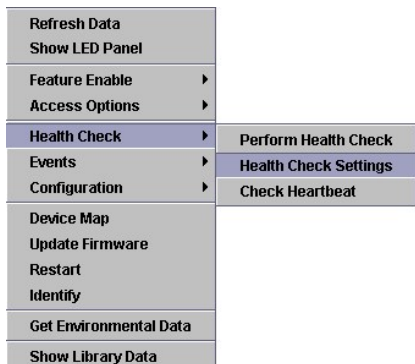 Refresh Data
Show LED Panel
Feature Enable
Access Options
Health Check
Events
Configuration
Device Map
Update Firmware
Restart
Identify
Get Environmental Data
Show Library Data
Perform Health Check
Health Check Settings
Check Heartbeat